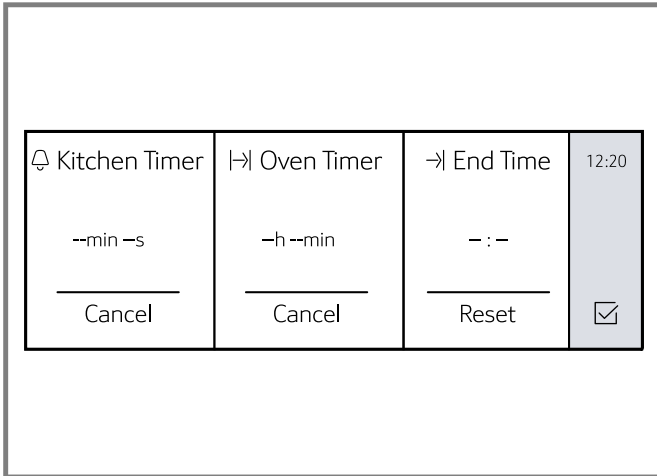 Kitchen Timer
--min –s
Cancel
Oven Timer
–h --min
Cancel
End Time
– : –
Reset
12:20